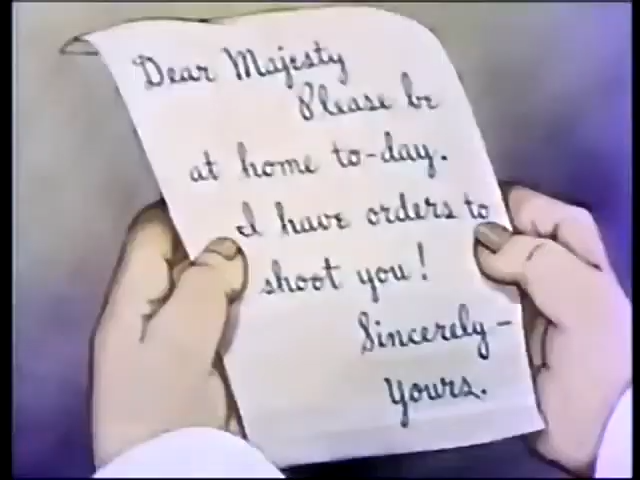 Dear Majesty
Please be
at home to-day.
I have orders to
shoot you!
Sincerely-
Yours.